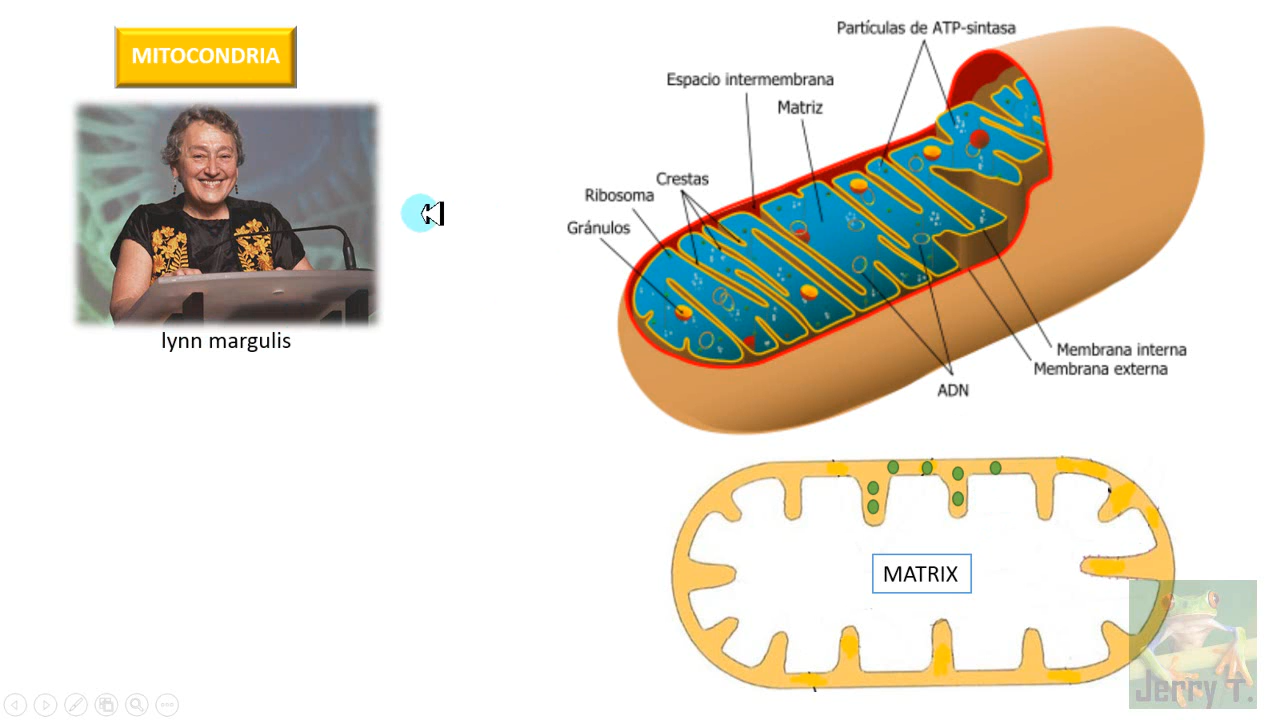 MITOCONDRIA
lynn margulis
Partículas de ATP-sintasa
Espacio intermembrana
Matriz
Crestas
Ribosoma
Gránulos
Membrana interna
Membrana externa
ADN
MATRIX
Jerry T.